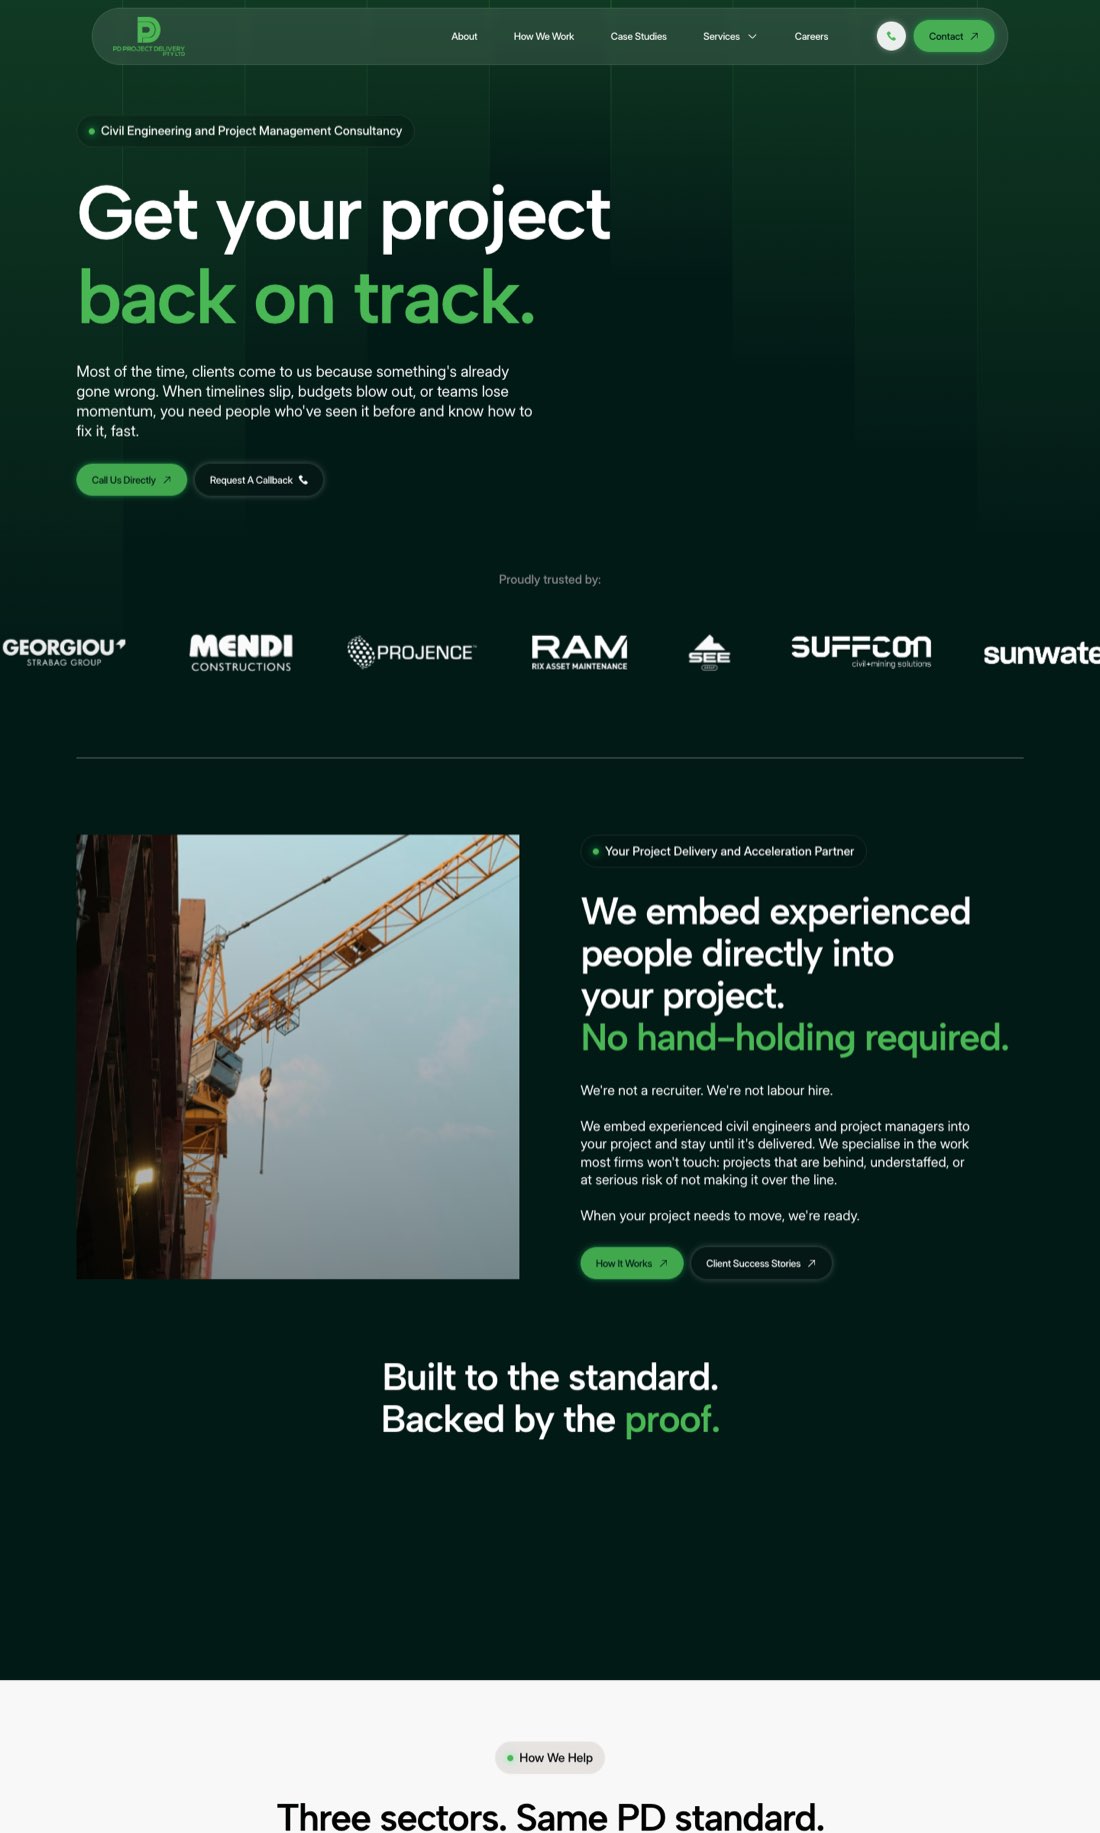 PD PROJECT DELIVERY
PTY LTD
About
How We Work
Case Studies
Services
Careers
Contact
Civil Engineering and Project Management Consultancy
Get your project
back on track.
Most of the time, clients come to us because something's already
gone wrong. When timelines slip, budgets blow out, or teams lose
momentum, you need people who've seen it before and know how to
fix it, fast.
Call Us Directly
Request A Callback
Proudly trusted by:
GEORGIOU
STRABAG GROUP
MENDI
CONSTRUCTIONS
PROJENCE
RAM
RIX ASSET MAINTENANCE
SEE
SUFFCON
civil+mining solutions
sunwate
Your Project Delivery and Acceleration Partner
We embed experienced
people directly into
your project.
No hand-holding required.
We're not a recruiter. We're not labour hire.
We embed experienced civil engineers and project managers into
your project and stay until it's delivered. We specialise in the work
most firms won't touch: projects that are behind, understaffed, or
at serious risk of not making it over the line.
When your project needs to move, we're ready.
How It Works
Client Success Stories
Built to the standard.
Backed by the proof.
How We Help
Three sectors. Same PD standard.